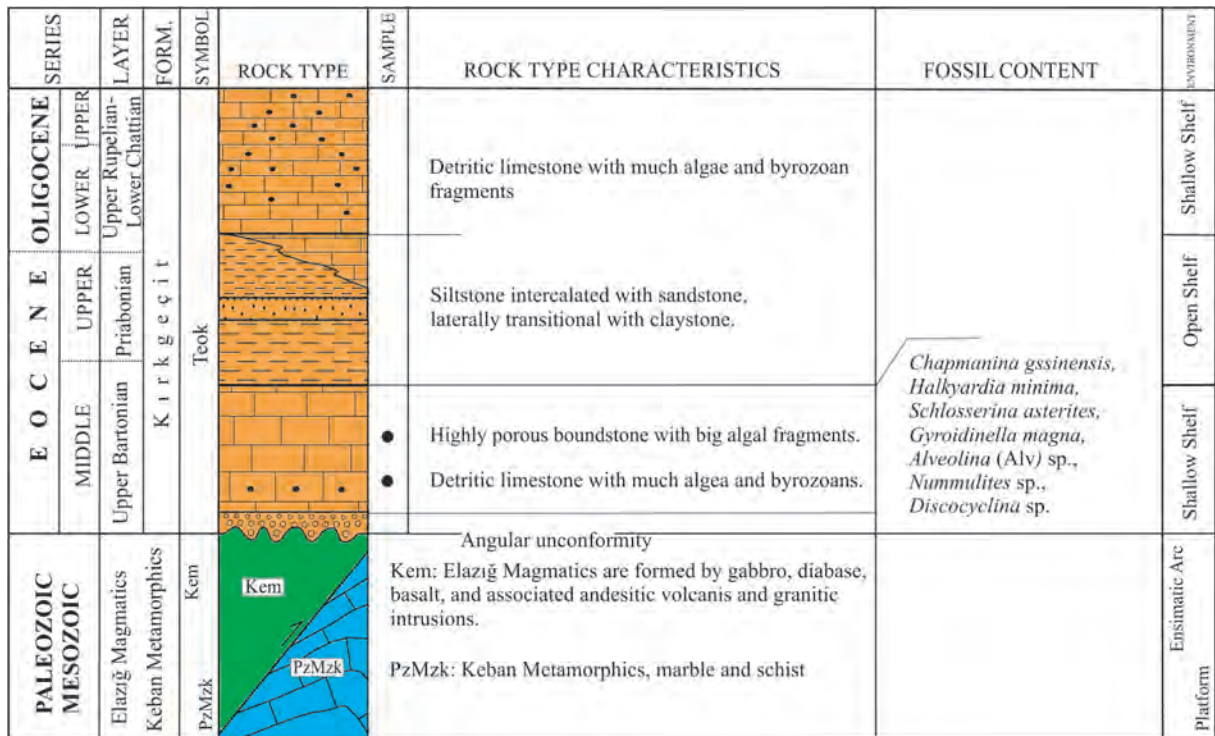 SERIES
LAYER
FORM.
SYMBOL
ROCK TYPE
SAMPLE
ROCK TYPE CHARACTERISTICS
FOSSIL CONTENT
ENVIRONMENT
OLIGOCENE
UPPER
LOWER
Upper Rupelian-
Lower Chattian
Detritic limestone with much algae and byrozoan
fragments
Shallow Shelf
EOCENE
UPPER
Priabonian
Kırkgeçit
Teok
Siltstone intercalated with sandstone,
laterally transitional with claystone.
Open Shelf
MIDDLE
Upper Bartonian
Highly porous boundstone with big algal fragments.
Detritic limestone with much algea and byrozoans.
Chapmanina gssinensis,
Halkyardia minima,
Schlosserina asterites,
Gyroidinella magna,
Alveolina (Alv) sp.,
Nummulites sp.,
Discocyclina sp.
Shallow Shelf
Angular unconformity
PALEOZOIC
MESOZOIC
Elazığ Magmatics
Keban Metamorphics
Kem
PzMzk
Kem
PzMzk
Kem: Elazığ Magmatics are formed by gabbro, diabase,
basalt, and associated andesitic volcanis and granitic
intrusions.
PzMzk: Keban Metamorphics, marble and schist
Ensimatic Arc
Platform